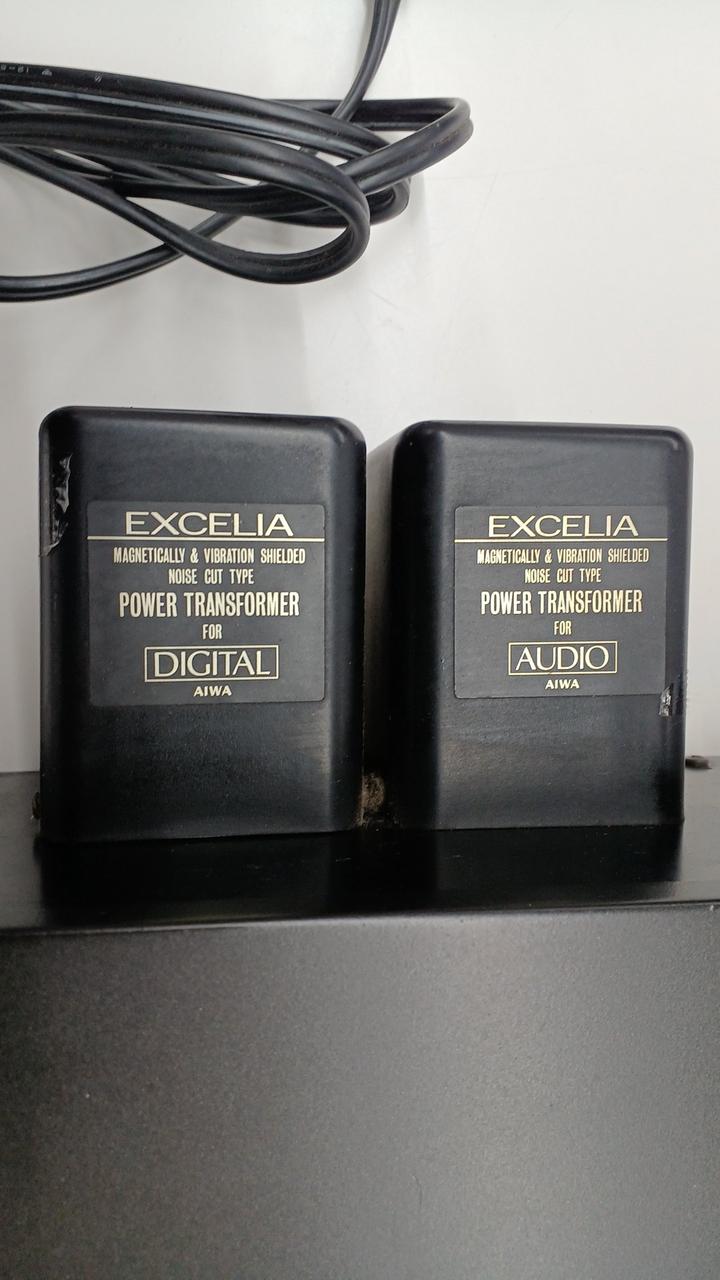 EXCELIA
MAGNETICALLY & VIBRATION SHIELDED
NOISE CUT TYPE
POWER TRANSFORMER
FOR
DIGITAL
AIWA
EXCELIA
MAGNETICALLY & VIBRATION SHIELDED
NOISE CUT TYPE
POWER TRANSFORMER
FOR
AUDIO
AIWA